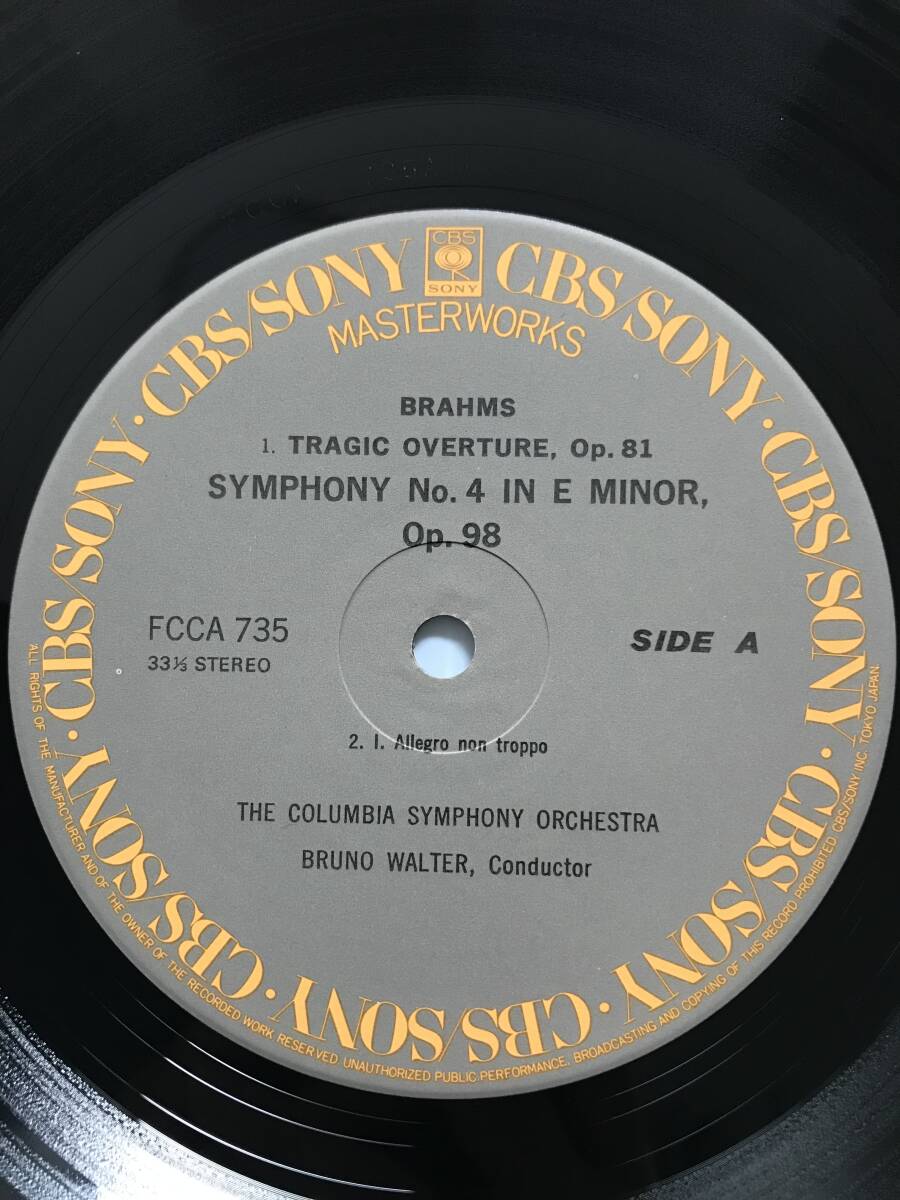 CBS
SONY
CBS/SONY · CBS/SONY · CBS/SONY · CBS/SONY · CBS/SONY · CBS/SONY · CBS/SONY · CBS/SONY
MASTERWORKS
BRAHMS
1. TRAGIC OVERTURE, Op. 81
SYMPHONY No. 4 IN E MINOR,
Op. 98
FCCA 735
33⅓ STEREO
SIDE A
2. I. Allegro non troppo
THE COLUMBIA SYMPHONY ORCHESTRA
BRUNO WALTER, Conductor
ALL RIGHTS OF THE MANUFACTURER AND OF THE OWNER OF THE RECORDED WORK RESERVED. UNAUTHORIZED PUBLIC PERFORMANCE, BROADCASTING AND COPYING OF THIS RECORD PROHIBITED CBS/SONY INC. TOKYO JAPAN.